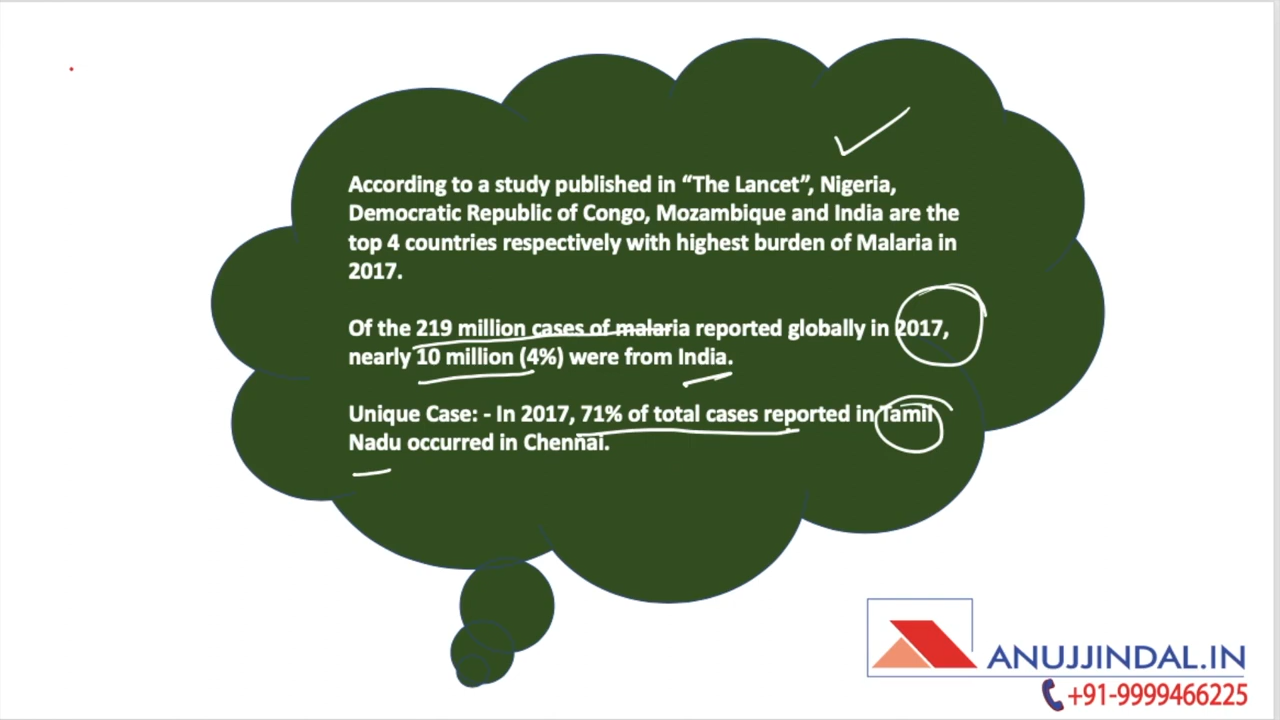 According to a study published in “The Lancet”, Nigeria,
Democratic Republic of Congo, Mozambique and India are the
top 4 countries respectively with highest burden of Malaria in
2017.
Of the 219 million cases of malaria reported globally in 2017,
nearly 10 million (4%) were from India.
Unique Case: - In 2017, 71% of total cases reported in Tamil
Nadu occurred in Chennai.
ANUJJINDAL.IN
+91-9999466225